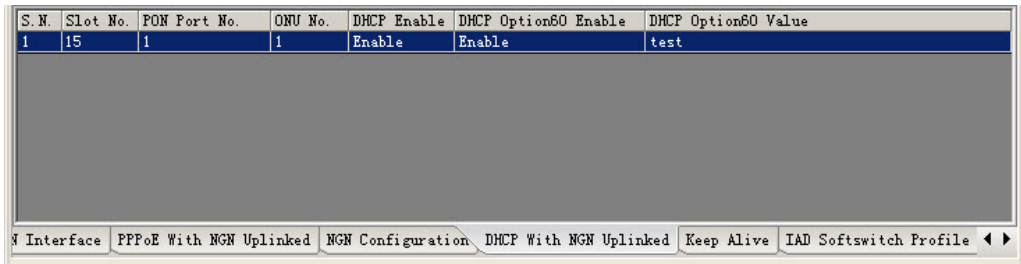 S.N. Slot No. PON Port No. ONU No. DHCP Enable DHCP Option60 Enable DHCP Option60 Value
1 15 1 1 Enable Enable test
N Interface PPPoE With NGN Uplinked NGN Configuration DHCP With NGN Uplinked Keep Alive IAD Softswitch Profile